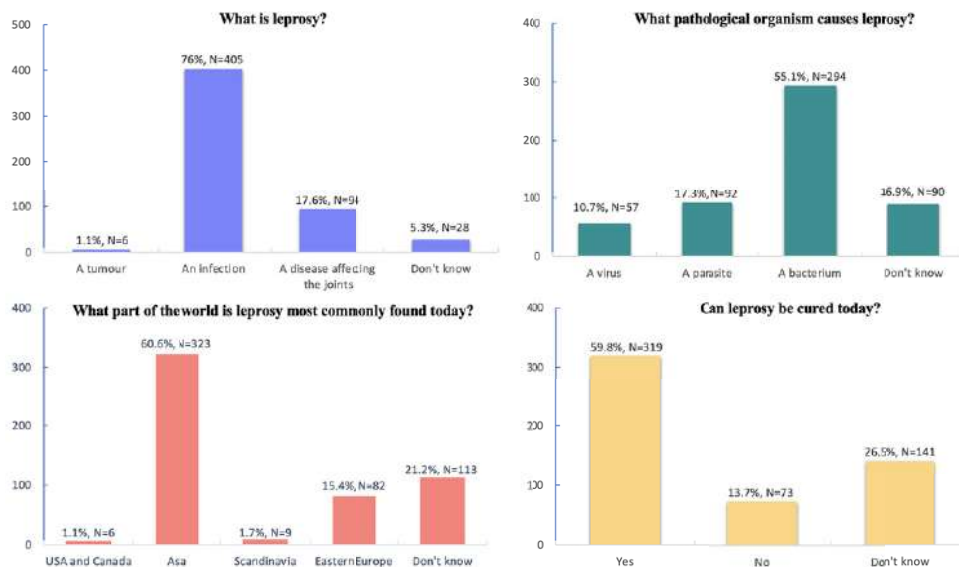 What is leprosy?
500
400
300
200
100
0
76%, N=405
17.6%, N=94
5.3%, N=28
1.1%, N=6
A tumour
An infection
A disease affecting
the joints
Don't know
What pathological organism causes leprosy?
400
300
200
100
0
55.1%, N=294
17.3%, N=92
16.9%, N=90
10.7%, N=57
A virus
A parasite
A bacterium
Don't know
What part of the world is leprosy most commonly found today?
400
300
200
100
0
60.6%, N=323
21.2%, N=113
15.4%, N=82
1.1%, N=6
1.7%, N=9
USA and Canada
Asa
Scandinavia
Eastern Europe
Don't know
Can leprosy be cured today?
400
300
200
100
0
59.8%, N=319
26.5%, N=141
13.7%, N=73
Yes
No
Don't know